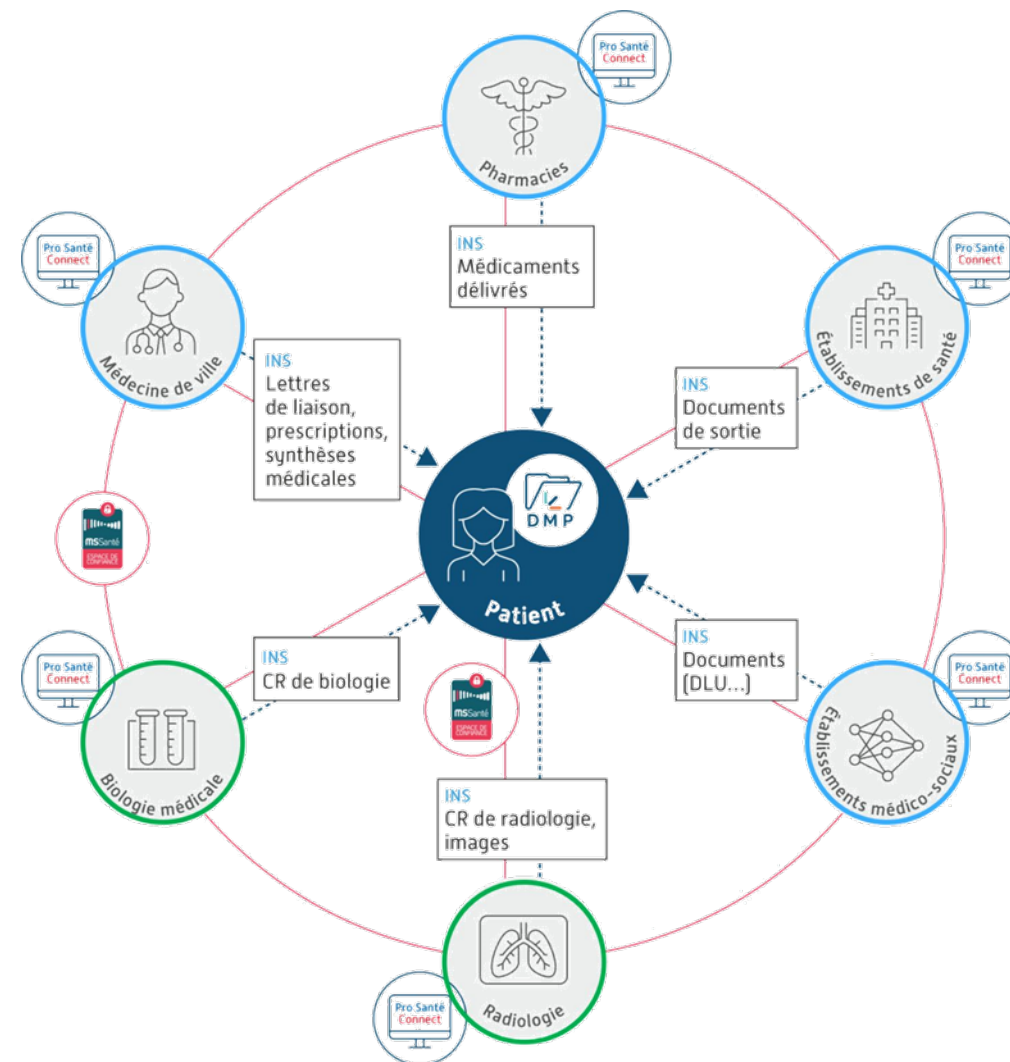 Pro Santé
Connect
Pharmacies
Pro Santé
Connect
Médecine de ville
Pro Santé
Connect
Établissements de santé
INS
Médicaments
délivrés
INS
Lettres
de liaison,
prescriptions,
synthèses
médicales
INS
Documents
de sortie
DMP
Patient
msSanté
ESPACE DE
CONFIANCE
INS
CR de biologie
INS
Documents
(DLU...)
Pro Santé
Connect
Biologie médicale
msSanté
ESPACE DE
CONFIANCE
Pro Santé
Connect
Établissements médico-sociaux
INS
CR de radiologie,
images
Radiologie
Pro Santé
Connect